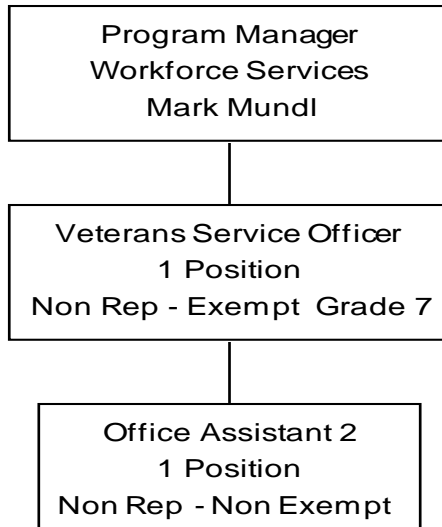 Program Manager
Workforce Services
Mark Mundl
Veterans Service Officer
1 Position
Non Rep - Exempt Grade 7
Office Assistant 2
1 Position
Non Rep - Non Exempt